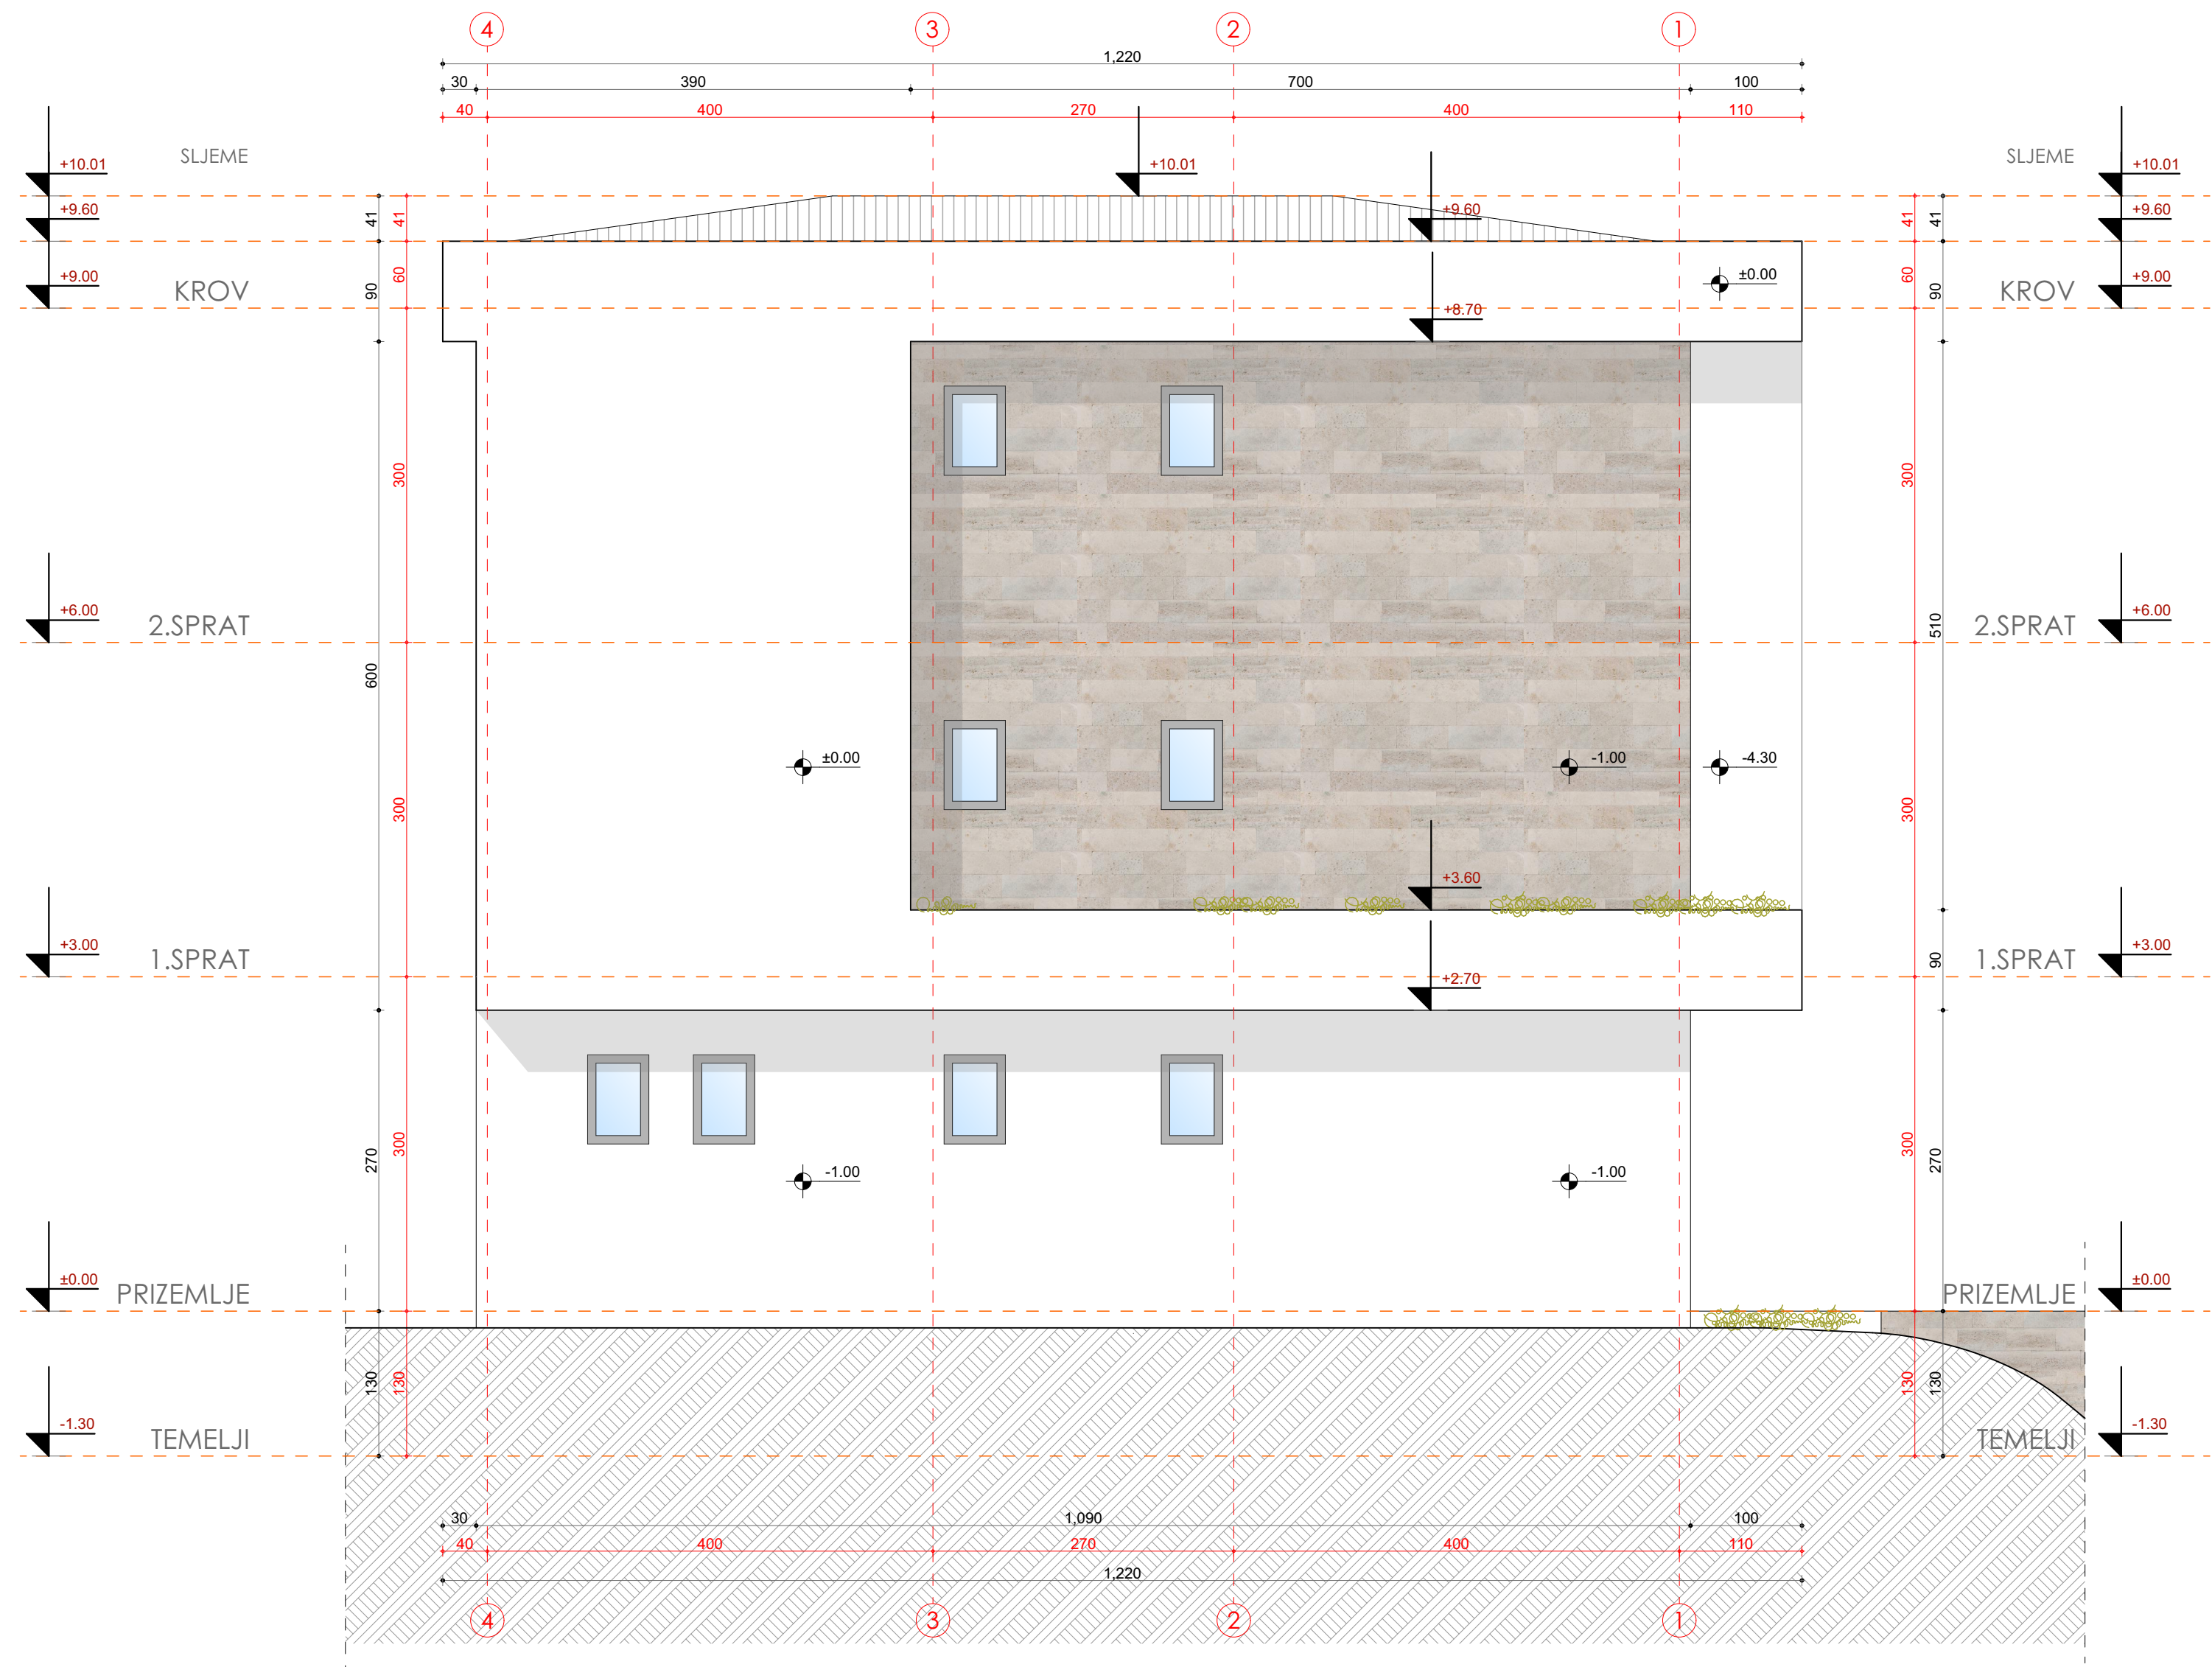 4 3 2 1
1,220
30 390 700 100
40 400 270 400 110
SLJEME SLJEME
+10.01 +10.01 +10.01
41 41 41 41
+9.60 +9.60 +9.60
60 60
90 ±0.00 90
+9.00 KROV KROV +9.00
+8.70
300 300
+6.00 2.SPRAT 2.SPRAT +6.00
510
600
±0.00 -1.00 -4.30
300 300
+3.60
+3.00 1.SPRAT 1.SPRAT +3.00
90
+2.70
300 300
270 270
-1.00 -1.00
±0.00 PRIZEMLJE PRIZEMLJE ±0.00
130 130 130 130
-1.30 TEMELJI TEMELJI -1.30
30 1,090 100
40 400 270 400 110
1,220
4 3 2 1